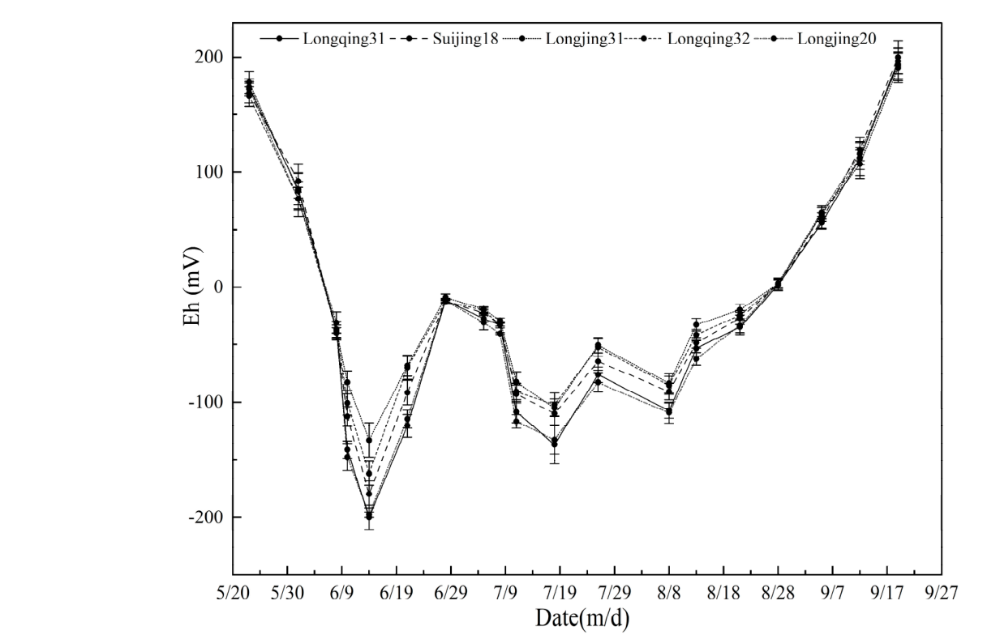 Longqing31 Suijing18 Longjing31 Longqing32 Longjing20
200
100
0
-100
-200
Eh (mV)
5/20 5/30 6/9 6/19 6/29 7/9 7/19 7/29 8/8 8/18 8/28 9/7 9/17 9/27
Date(m/d)